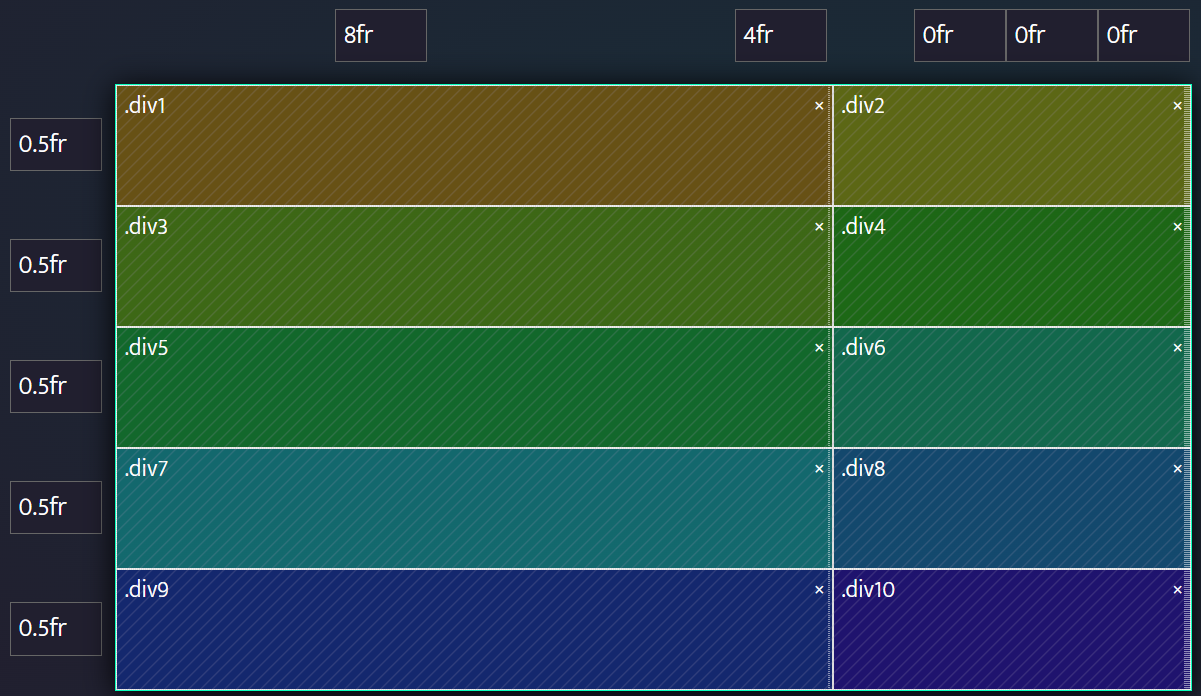 8fr 4fr 0fr 0fr 0fr
0.5fr
.div1 × .div2 ×
0.5fr
.div3 × .div4 ×
0.5fr
.div5 × .div6 ×
0.5fr
.div7 × .div8 ×
0.5fr
.div9 × .div10 ×